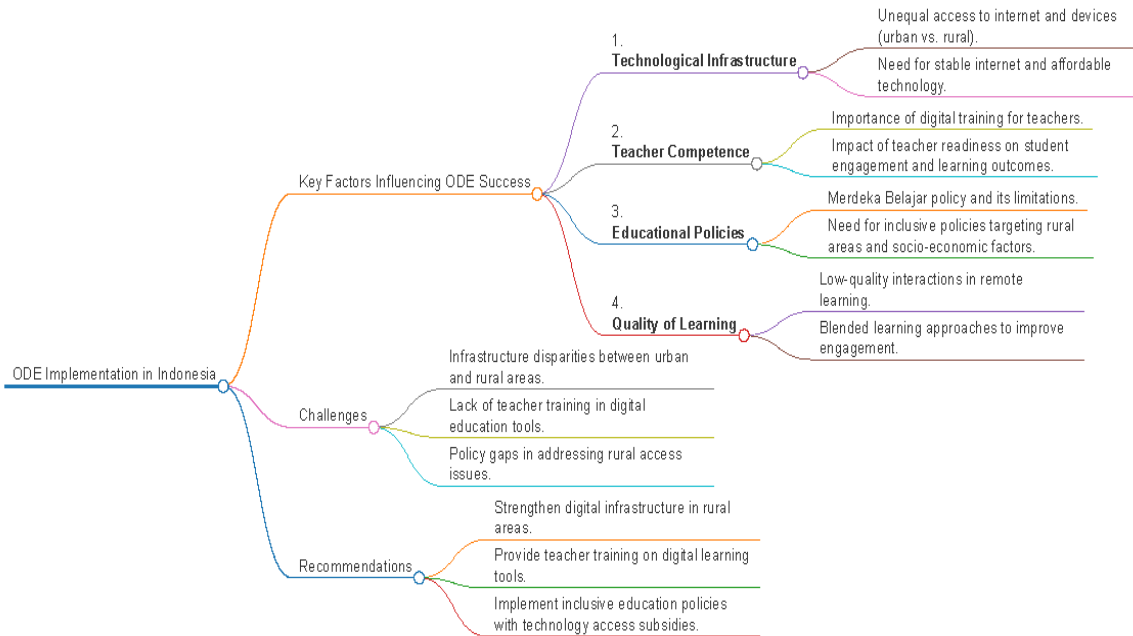 ODE Implementation in Indonesia
Key Factors Influencing ODE Success
1.
Technological Infrastructure
Unequal access to internet and devices
(urban vs. rural).
Need for stable internet and affordable
technology.
2.
Teacher Competence
Importance of digital training for teachers.
Impact of teacher readiness on student
engagement and learning outcomes.
3.
Educational Policies
Merdeka Belajar policy and its limitations.
Need for inclusive policies targeting rural
areas and socio-economic factors.
4.
Quality of Learning
Low-quality interactions in remote
learning.
Blended learning approaches to improve
engagement.
Challenges
Infrastructure disparities between urban
and rural areas.
Lack of teacher training in digital
education tools.
Policy gaps in addressing rural access
issues.
Recommendations
Strengthen digital infrastructure in rural
areas.
Provide teacher training on digital learning
tools.
Implement inclusive education policies
with technology access subsidies.